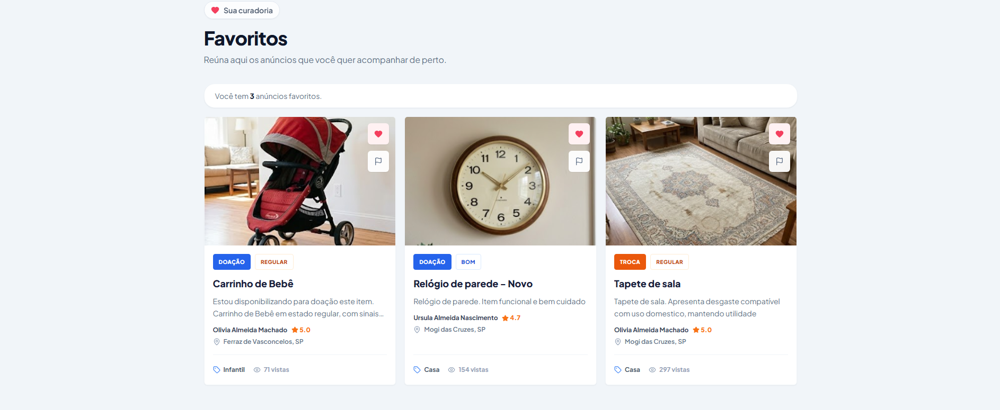 Sua curadoria
Favoritos
Reúna aqui os anúncios que você quer acompanhar de perto.
Você tem 3 anúncios favoritos.
12
1
2
3
4
5
6
7
8
9
10
11
DOAÇÃO
REGULAR
Carrinho de Bebê
Estou disponibilizando para doação este item.
Carrinho de Bebê em estado regular, com sinais...
Olivia Almeida Machado 5.0
Ferraz de Vasconcelos, SP
Infantil 71 vistas
DOAÇÃO
BOM
Relógio de parede - Novo
Relógio de parede. Item funcional e bem cuidado
Ursula Almeida Nascimento 4.7
Mogi das Cruzes, SP
Casa 154 vistas
TROCA
REGULAR
Tapete de sala
Tapete de sala. Apresenta desgaste compatível
com uso domestico, mantendo utilidade
Olivia Almeida Machado 5.0
Mogi das Cruzes, SP
Casa 297 vistas